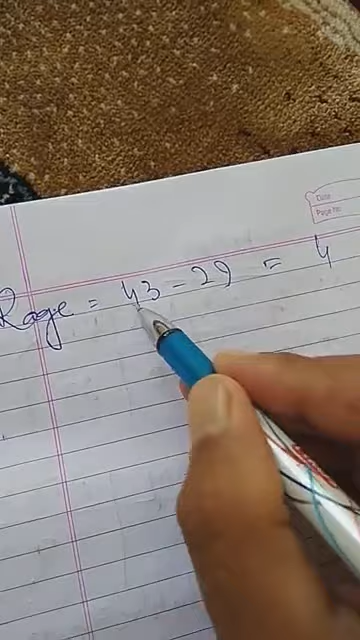 Date
Page No.
Rage = 43 - 29 = 4